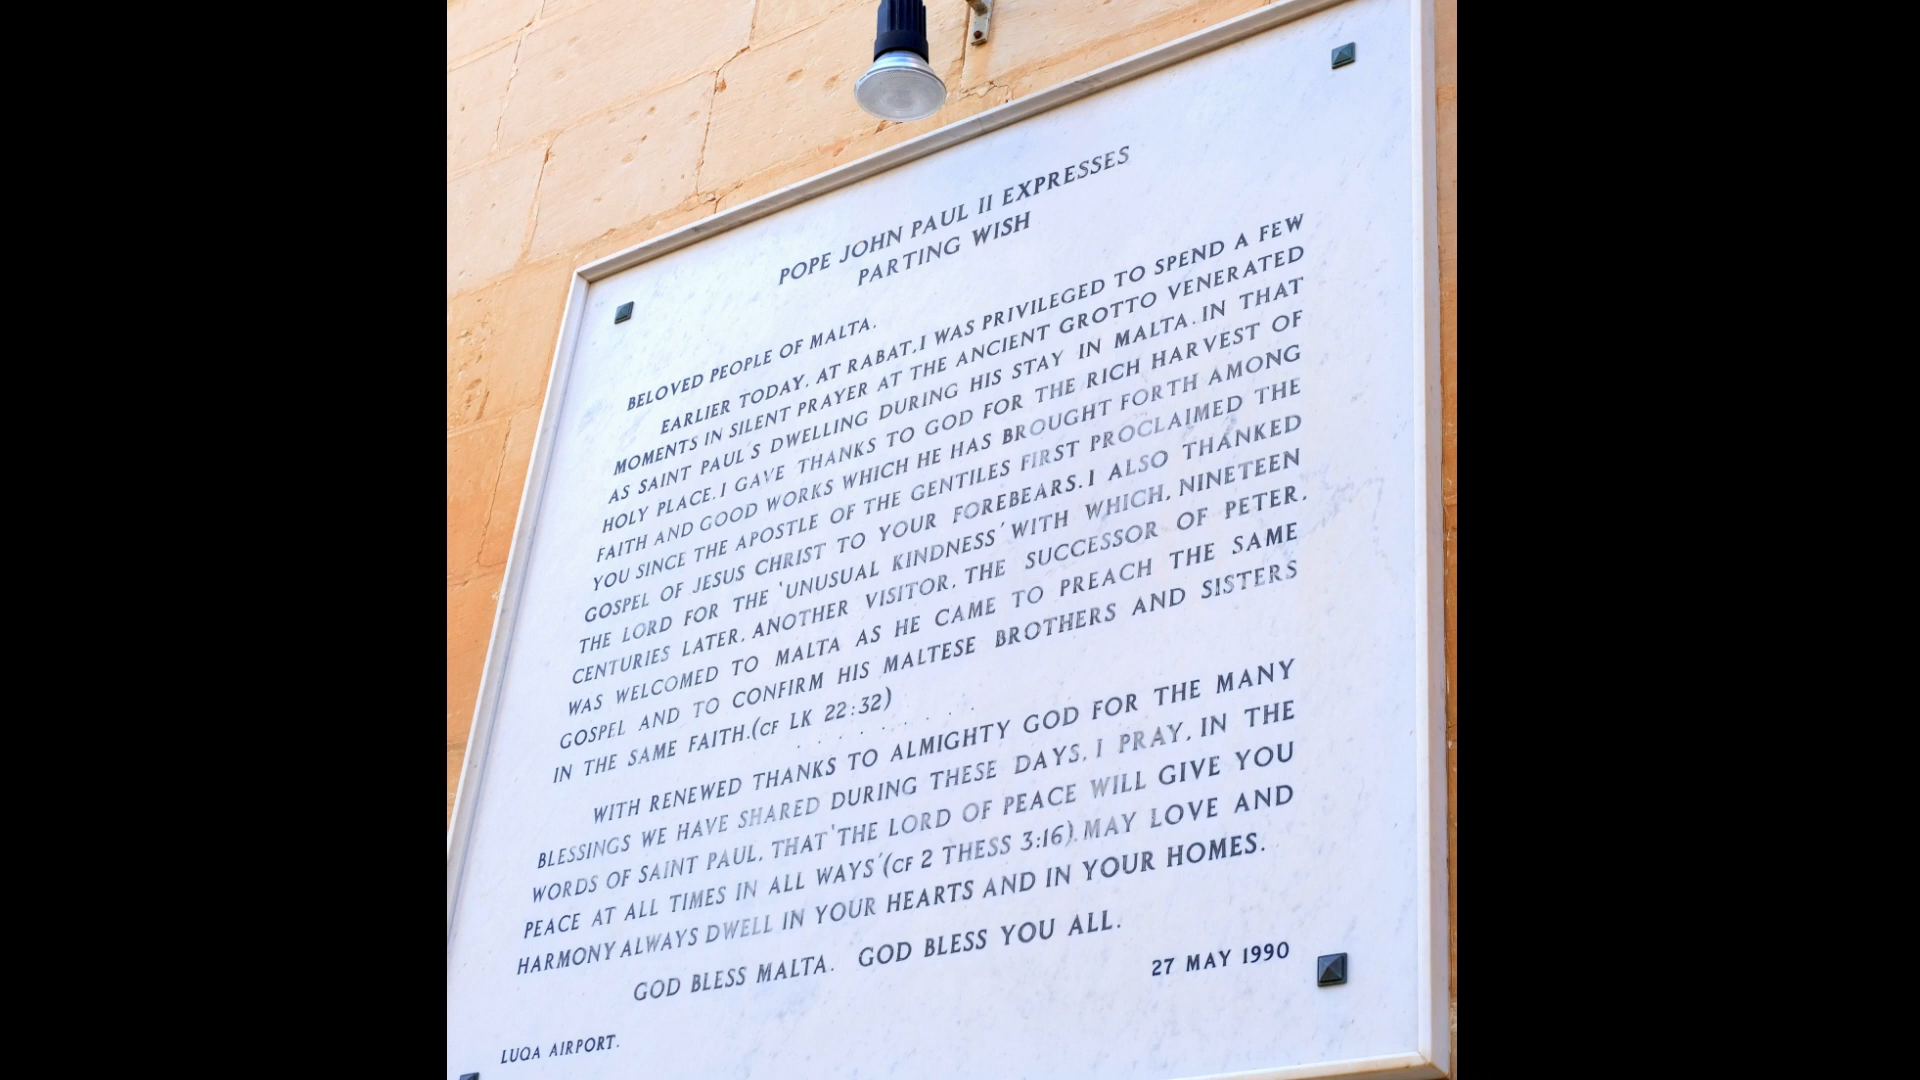 POPE JOHN PAUL II EXPRESSES
PARTING WISH
BELOVED PEOPLE OF MALTA.
EARLIER TODAY, AT RABAT, I WAS PRIVILEGED TO SPEND A FEW
MOMENTS IN SILENT PRAYER AT THE ANCIENT GROTTO VENERATED
AS SAINT PAUL'S DWELLING DURING HIS STAY IN MALTA. IN THAT
HOLY PLACE, I GAVE THANKS TO GOD FOR THE RICH HARVEST OF
FAITH AND GOOD WORKS WHICH HE HAS BROUGHT FORTH AMONG
YOU SINCE THE APOSTLE OF THE GENTILES FIRST PROCLAIMED THE
GOSPEL OF JESUS CHRIST TO YOUR FOREBEARS. I ALSO THANKED
THE LORD FOR THE 'UNUSUAL KINDNESS' WITH WHICH, NINETEEN
CENTURIES LATER, ANOTHER VISITOR, THE SUCCESSOR OF PETER,
WAS WELCOMED TO MALTA AS HE CAME TO PREACH THE SAME
GOSPEL AND TO CONFIRM HIS MALTESE BROTHERS AND SISTERS
IN THE SAME FAITH.(CF LK 22:32)
WITH RENEWED THANKS TO ALMIGHTY GOD FOR THE MANY
BLESSINGS WE HAVE SHARED DURING THESE DAYS, I PRAY, IN THE
WORDS OF SAINT PAUL, THAT 'THE LORD OF PEACE WILL GIVE YOU
PEACE AT ALL TIMES IN ALL WAYS' (CF 2 THESS 3:16). MAY LOVE AND
HARMONY ALWAYS DWELL IN YOUR HEARTS AND IN YOUR HOMES.
GOD BLESS MALTA. GOD BLESS YOU ALL.
27 MAY 1990
LUQA AIRPORT.